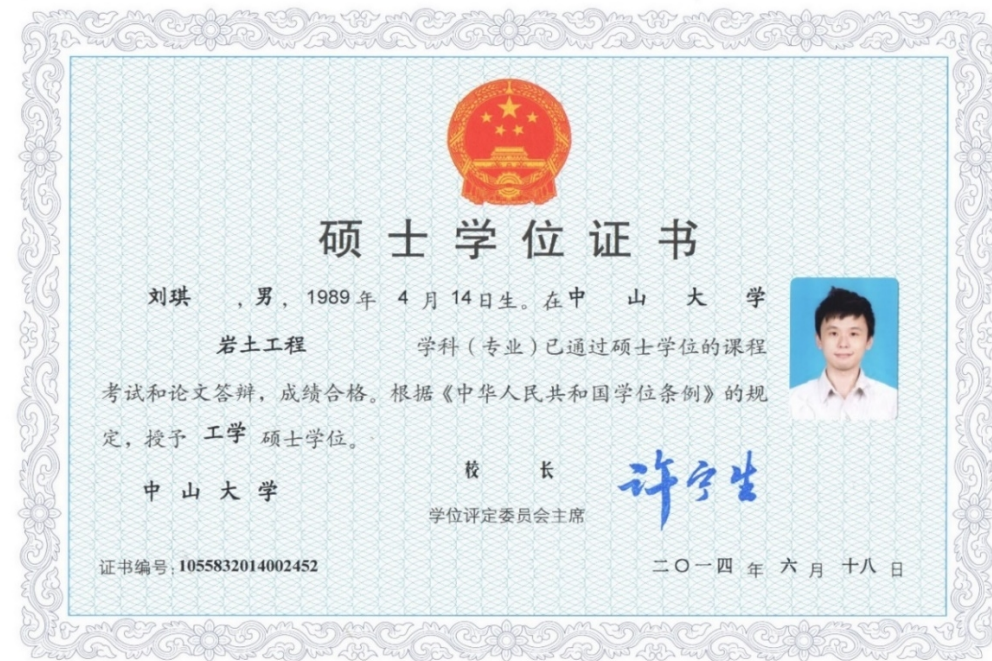 硕士学位证书
刘琪 ，男，1989年 4月14日生。在中山大学
岩土工程 学科（专业）已通过硕士学位的课程
考试和论文答辩，成绩合格。根据《中华人民共和国学位条例》的规
定，授予 工学 硕士学位。
中山大学
校长 许宁生
学位评定委员会主席
证书编号：1055832014002452
二〇一四年六月十八日